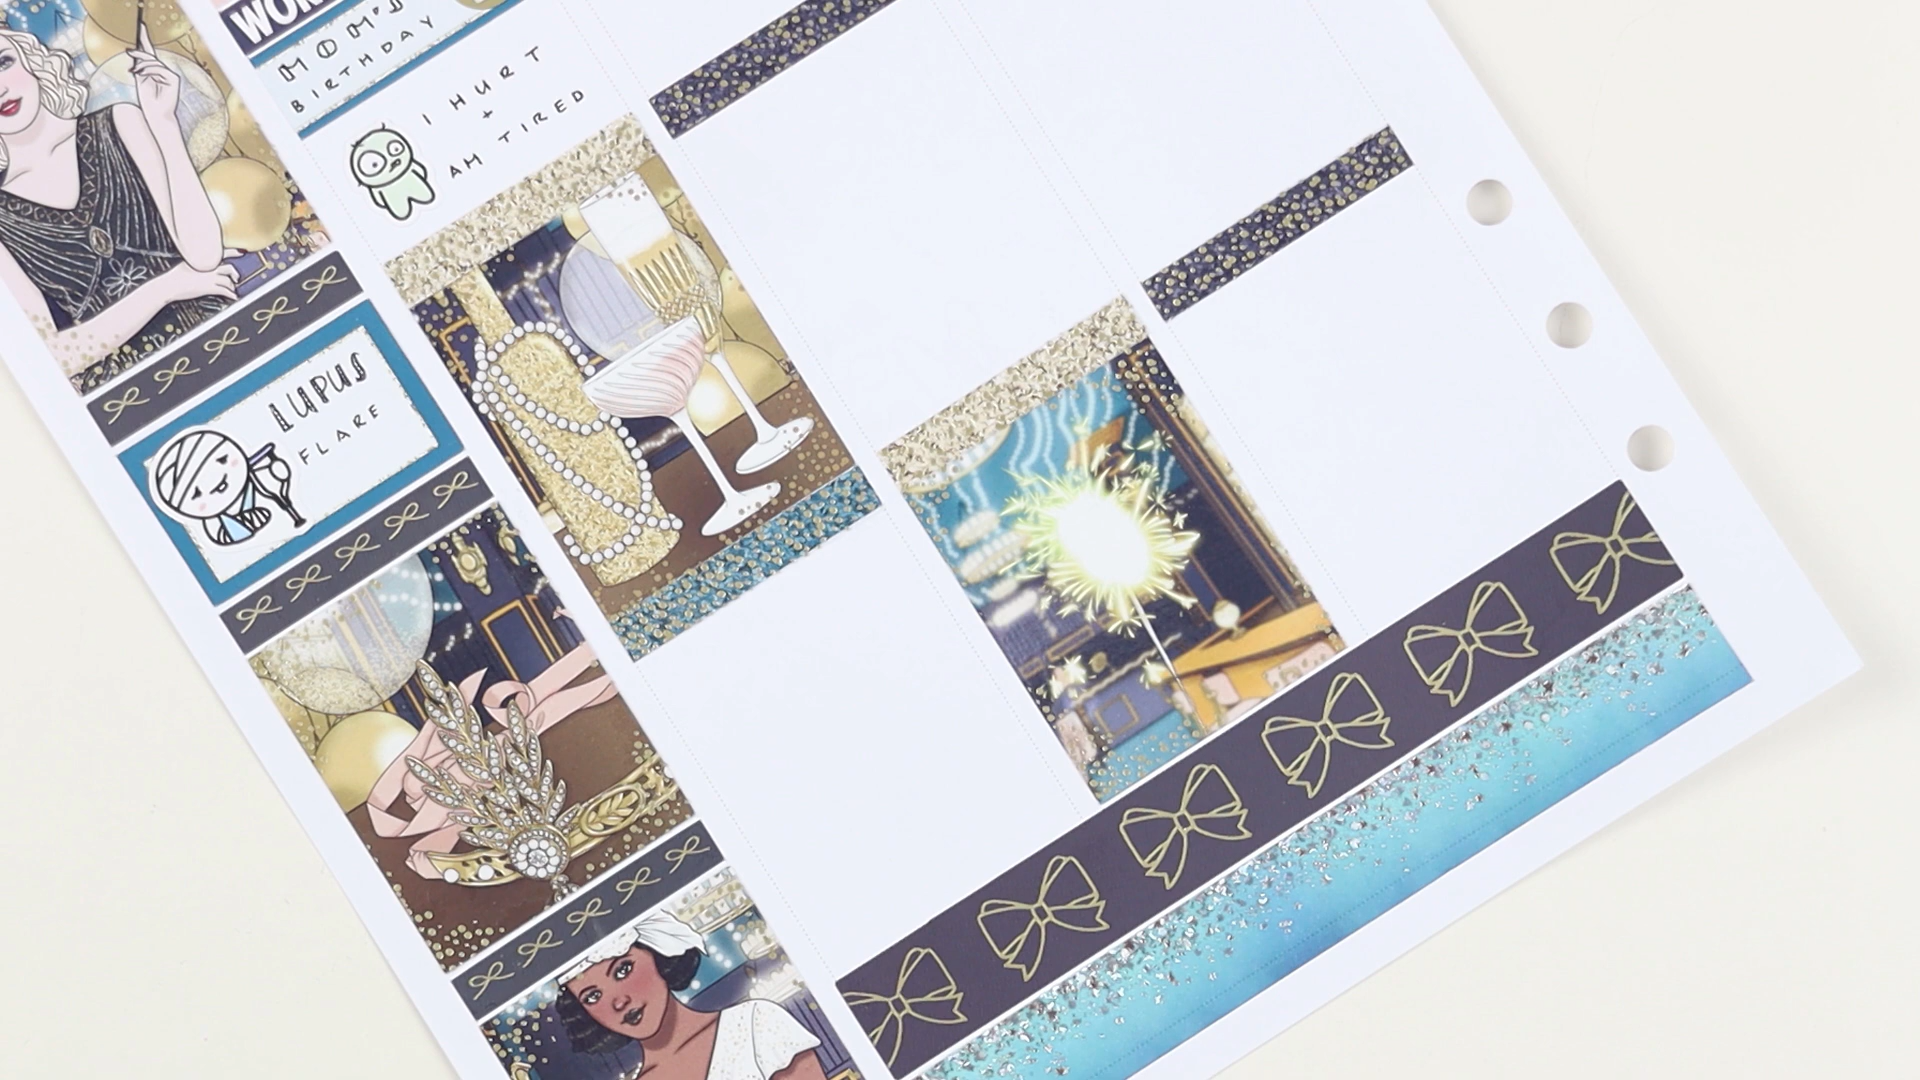 MOM'S
BIRTHDAY
I HURT
+
AM TIRED
LUPUS
FLARE